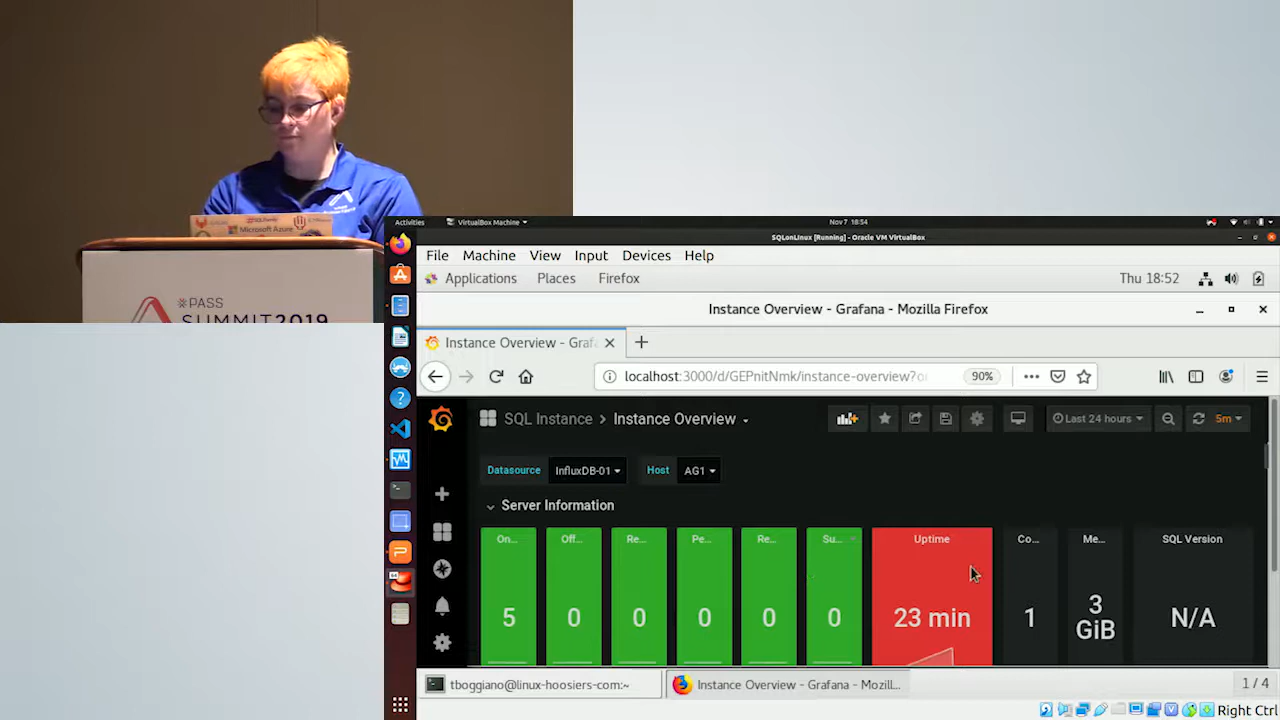 Microsoft Azure
#PASS
SUMMIT 2019
Activities
VirtualBox Machine
Nov 7 18:54
SQLonLinux [Running] - Oracle VM VirtualBox
File Machine View Input Devices Help
Applications Places Firefox
Thu 18:52
Instance Overview - Grafana - Mozilla Firefox
Instance Overview - Graf
localhost:3000/d/GEPnitNmk/instance-overview?o
90%
SQL Instance > Instance Overview
Last 24 hours
5m
Datasource InfluxDB-01 Host AG1
Server Information
On... Off... Re... Pe... Re... Su... Uptime Co... Me... SQL Version
5 0 0 0 0 0 23 min 1 3 GiB N/A
tboggiano@linux-hoosiers-com:~
Instance Overview - Grafana - Mozill...
1 / 4
Right Ctrl